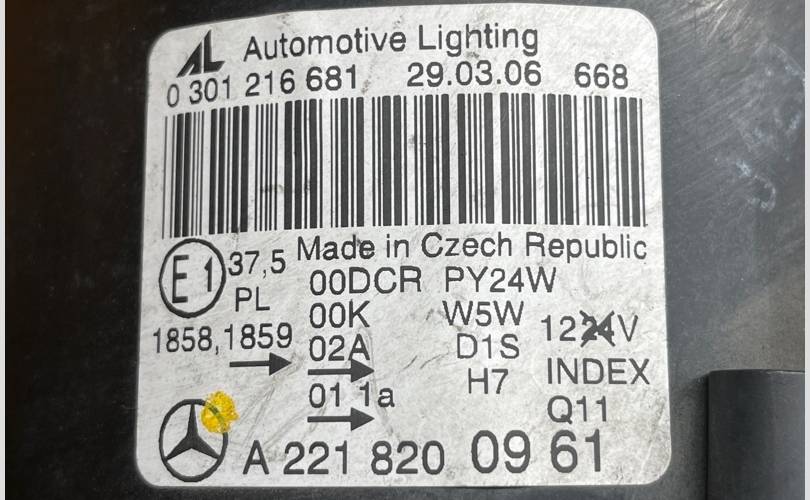 AL Automotive Lighting
0 301 216 681 29.03.06 668
Made in Czech Republic
E1 37,5 00DCR PY24W
PL 00K W5W 1224V
1858,1859 02A D1S
→ → H7 INDEX
01 1a Q11
→
A 221 820 09 61